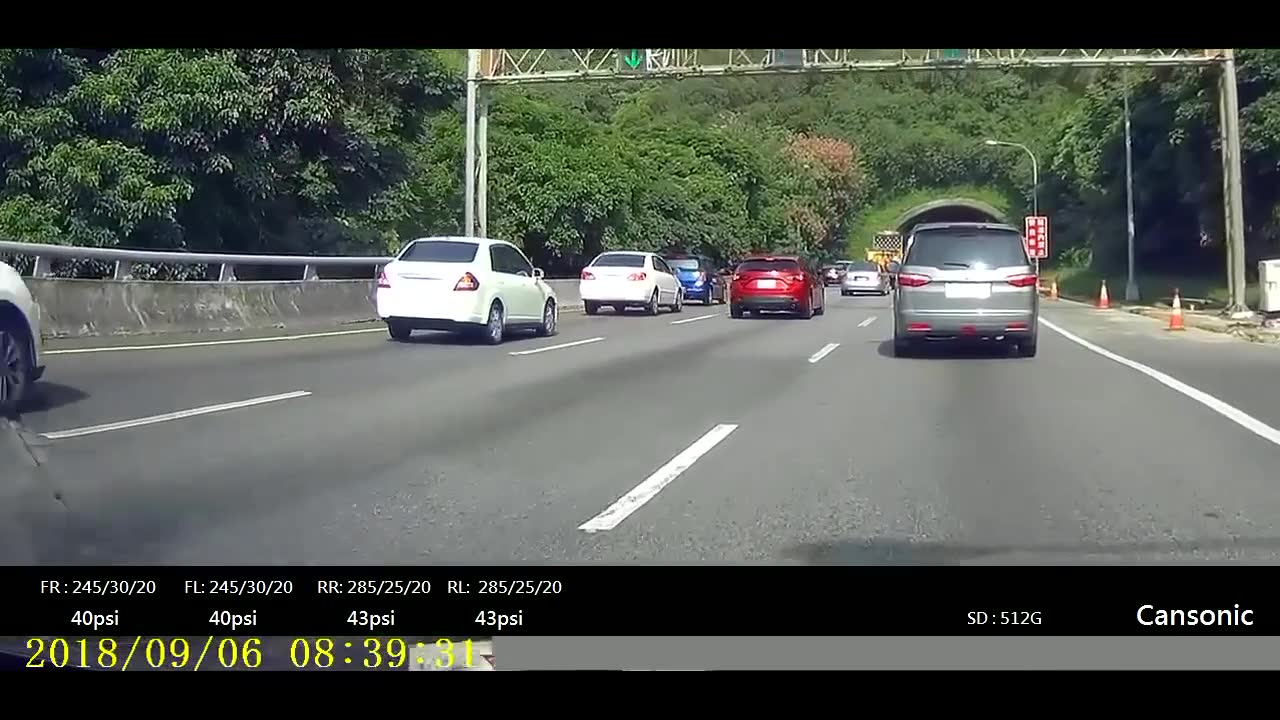 FR : 245/30/20 FL: 245/30/20 RR: 285/25/20 RL: 285/25/20
40psi 40psi 43psi 43psi
SD : 512G
Cansonic
2018/09/06 08:39:31